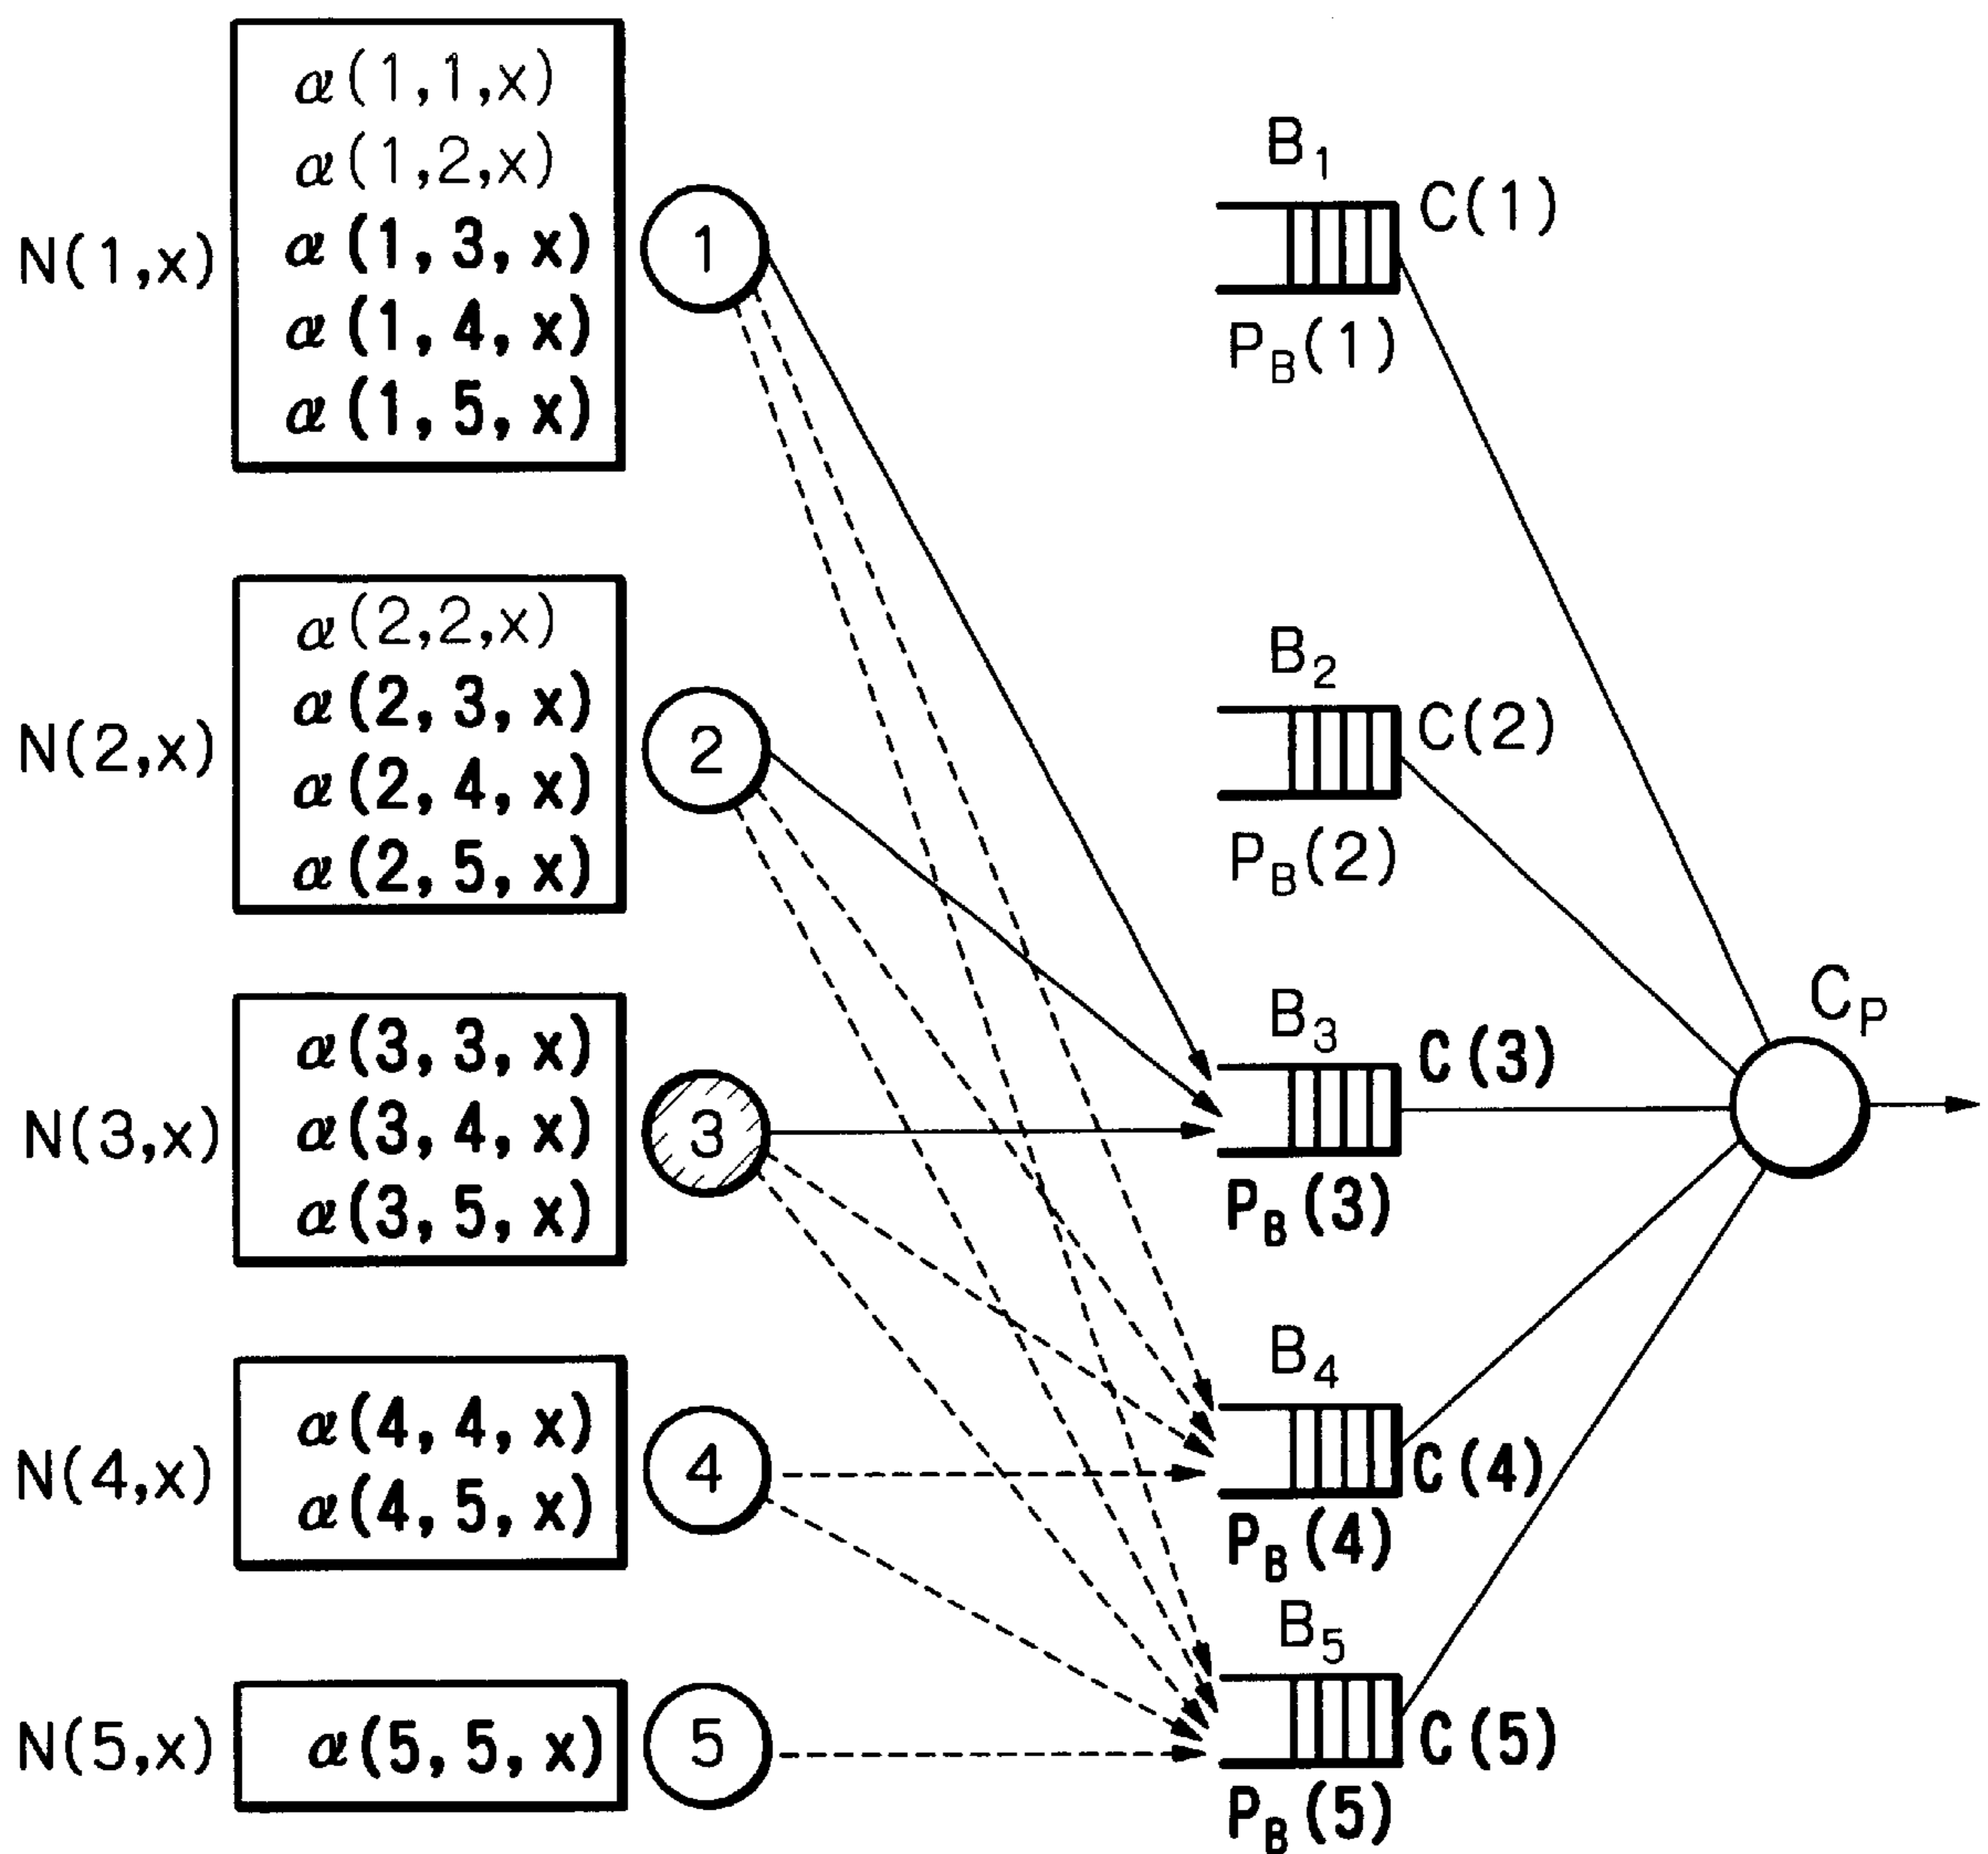 α(1,1,x)
α(1,2,x)
N(1,x)
α(1,3,x)
α(1,4,x)
α(1,5,x)
1
B1
C(1)
PB(1)
α(2,2,x)
N(2,x)
α(2,3,x)
α(2,4,x)
α(2,5,x)
2
B2
C(2)
PB(2)
N(3,x)
α(3,3,x)
α(3,4,x)
α(3,5,x)
3
B3
C(3)
PB(3)
CP
N(4,x)
α(4,4,x)
α(4,5,x)
4
B4
C(4)
PB(4)
N(5,x)
α(5,5,x)
5
B5
C(5)
PB(5)